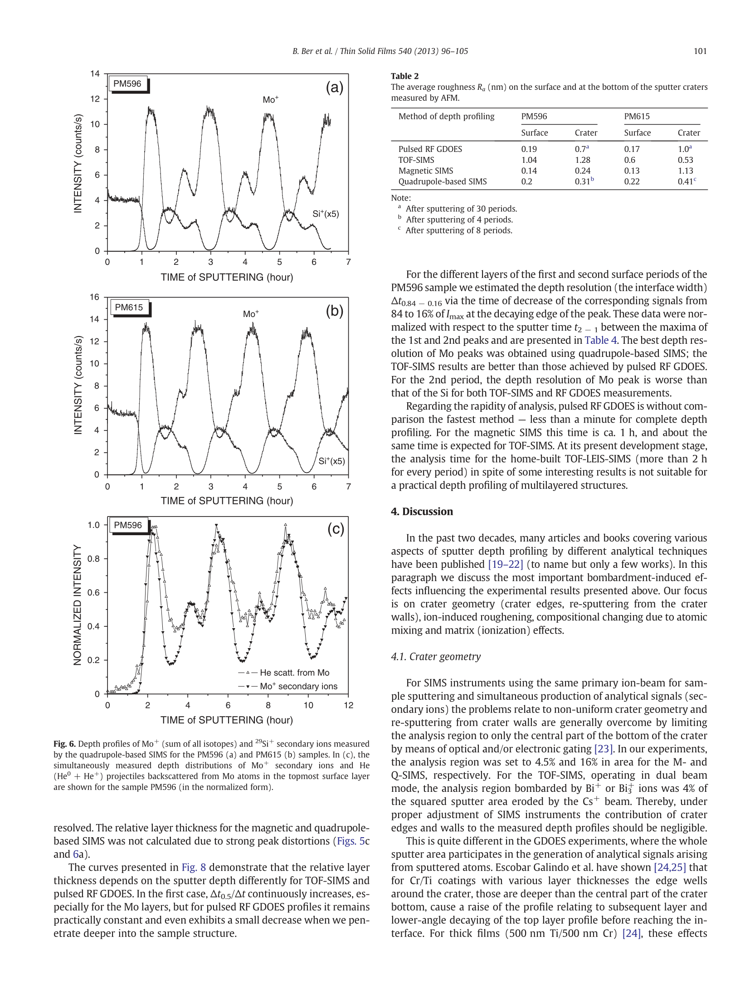 B. Ber et al. / Thin Solid Films 540 (2013) 96–105
101
14
12
10
8
6
4
2
0
INTENSITY (counts/s)
PM596
(a)
Mo+
Si+(x5)
0 1 2 3 4 5 6 7
TIME of SPUTTERING (hour)
16
14
12
10
8
6
4
2
0
INTENSITY (counts/s)
PM615
(b)
Mo+
Si+(x5)
0 1 2 3 4 5 6 7
TIME of SPUTTERING (hour)
1.0
0.8
0.6
0.4
0.2
0
NORMALIZED INTENSITY
PM596
(c)
He scatt. from Mo
Mo+ secondary ions
0 2 4 6 8 10 12
TIME of SPUTTERING (hour)
Fig. 6. Depth profiles of Mo+ (sum of all isotopes) and 29Si+ secondary ions measured
by the quadrupole-based SIMS for the PM596 (a) and PM615 (b) samples. In (c), the
simultaneously measured depth distributions of Mo+ secondary ions and He
(He0 + He+) projectiles backscattered from Mo atoms in the topmost surface layer
are shown for the sample PM596 (in the normalized form).
resolved. The relative layer thickness for the magnetic and quadrupole-
based SIMS was not calculated due to strong peak distortions (Figs. 5c
and 6a).
The curves presented in Fig. 8 demonstrate that the relative layer
thickness depends on the sputter depth differently for TOF-SIMS and
pulsed RF GDOES. In the first case, Δt0.5/Δt continuously increases, es-
pecially for the Mo layers, but for pulsed RF GDOES profiles it remains
practically constant and even exhibits a small decrease when we pen-
etrate deeper into the sample structure.
Table 2
The average roughness Ra (nm) on the surface and at the bottom of the sputter craters
measured by AFM.
Method of depth profiling PM596 PM615
Surface Crater Surface Crater
Pulsed RF GDOES 0.19 0.7a 0.17 1.0a
TOF-SIMS 1.04 1.28 0.6 0.53
Magnetic SIMS 0.14 0.24 0.13 1.13
Quadrupole-based SIMS 0.2 0.31b 0.22 0.41c
Note:
a After sputtering of 30 periods.
b After sputtering of 4 periods.
c After sputtering of 8 periods.
For the different layers of the first and second surface periods of the
PM596 sample we estimated the depth resolution (the interface width)
Δt0.84 − 0.16 via the time of decrease of the corresponding signals from
84 to 16% of Imax at the decaying edge of the peak. These data were nor-
malized with respect to the sputter time t2 − 1 between the maxima of
the 1st and 2nd peaks and are presented in Table 4. The best depth res-
olution of Mo peaks was obtained using quadrupole-based SIMS; the
TOF-SIMS results are better than those achieved by pulsed RF GDOES.
For the 2nd period, the depth resolution of Mo peak is worse than
that of the Si for both TOF-SIMS and RF GDOES measurements.
Regarding the rapidity of analysis, pulsed RF GDOES is without com-
parison the fastest method — less than a minute for complete depth
profiling. For the magnetic SIMS this time is ca. 1 h, and about the
same time is expected for TOF-SIMS. At its present development stage,
the analysis time for the home-built TOF-LEIS-SIMS (more than 2 h
for every period) in spite of some interesting results is not suitable for
a practical depth profiling of multilayered structures.
4. Discussion
In the past two decades, many articles and books covering various
aspects of sputter depth profiling by different analytical techniques
have been published [19–22] (to name but only a few works). In this
paragraph we discuss the most important bombardment-induced ef-
fects influencing the experimental results presented above. Our focus
is on crater geometry (crater edges, re-sputtering from the crater
walls), ion-induced roughening, compositional changing due to atomic
mixing and matrix (ionization) effects.
4.1. Crater geometry
For SIMS instruments using the same primary ion-beam for sam-
ple sputtering and simultaneous production of analytical signals (sec-
ondary ions) the problems relate to non-uniform crater geometry and
re-sputtering from crater walls are generally overcome by limiting
the analysis region to only the central part of the bottom of the crater
by means of optical and/or electronic gating [23]. In our experiments,
the analysis region was set to 4.5% and 16% in area for the M- and
Q-SIMS, respectively. For the TOF-SIMS, operating in dual beam
mode, the analysis region bombarded by Bi+ or Bi3+ ions was 4% of
the squared sputter area eroded by the Cs+ beam. Thereby, under
proper adjustment of SIMS instruments the contribution of crater
edges and walls to the measured depth profiles should be negligible.
This is quite different in the GDOES experiments, where the whole
sputter area participates in the generation of analytical signals arising
from sputtered atoms. Escobar Galindo et al. have shown [24,25] that
for Cr/Ti coatings with various layer thicknesses the edge wells
around the crater, those are deeper than the central part of the crater
bottom, cause a raise of the profile relating to subsequent layer and
lower-angle decaying of the top layer profile before reaching the in-
terface. For thick films (500 nm Ti/500 nm Cr) [24], these effects